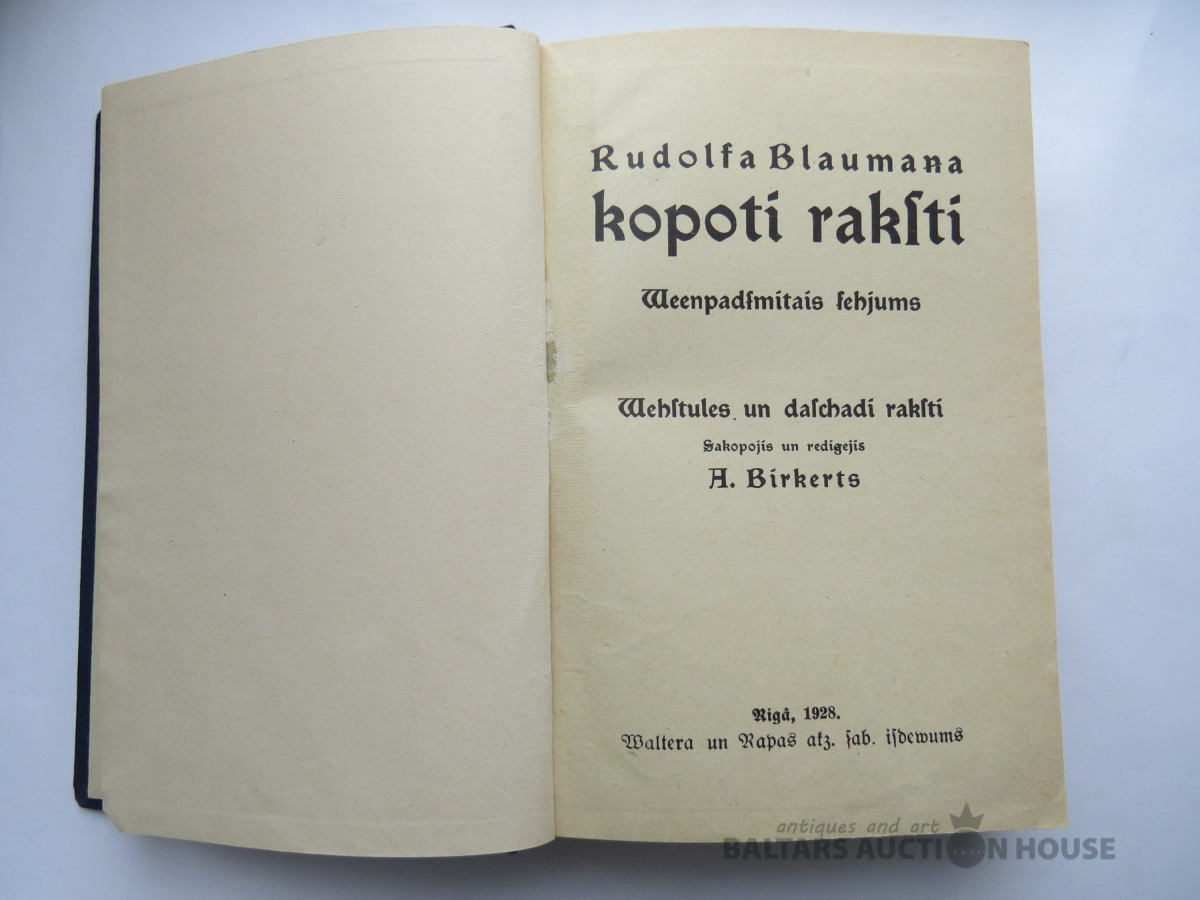 Rudolfa Blaumaņa
kopoti rakſti
Weenpadſmitais ſehjums
Wehſtules un daſchadi rakſti
Sakopojis un redigejis
A. Birkerts
Rigâ, 1928.
Waltera un Rapas akz. ſab. iſdewums
antiques and art
BALTARS AUCTION HOUSE